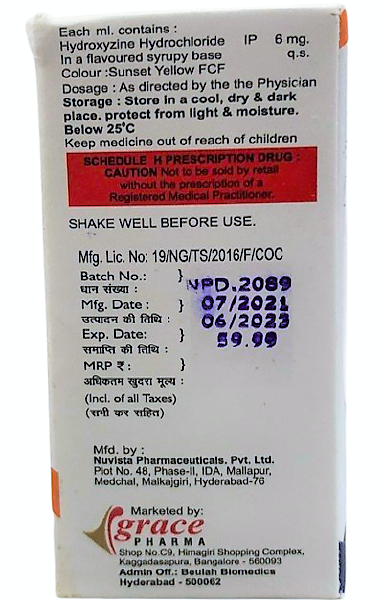 Each ml. contains :
Hydroxyzine Hydrochloride IP 6 mg.
In a flavoured syrupy base q.s.
Colour :Sunset Yellow FCF
Dosage : As directed by the the Physician
Storage : Store in a cool, dry & dark
place. protect from light & moisture.
Below 25°C
Keep medicine out of reach of children
SCHEDULE H PRESCRIPTION DRUG :
CAUTION Not to be sold by retail
without the prescription of a
Registered Medical Practitioner.
SHAKE WELL BEFORE USE.
Mfg. Lic. No: 19/NG/TS/2016/F/COC
Batch No.: } NPD.2089
धान संख्या :
Mfg. Date : } 07/2021
उत्पादन की तिथि :
Exp. Date: } 06/2023
समाप्ति की तिथि :
MRP ₹ : } 59.99
अधिकतम खुदरा मूल्य :
(Incl. of all Taxes)
(सभी कर सहित)
Mfd. by :
Nuvista Pharmaceuticals. Pvt. Ltd.
Plot No. 48, Phase-II, IDA, Mallapur,
Medchal, Malkajgiri, Hyderabad-76
Marketed by:
grace
PHARMA
Shop No.C9, Himagiri Shopping Complex,
Kaggadasapura, Bangalore - 560093
Admin Off.: Beulah Biomedics
Hyderabad - 500062